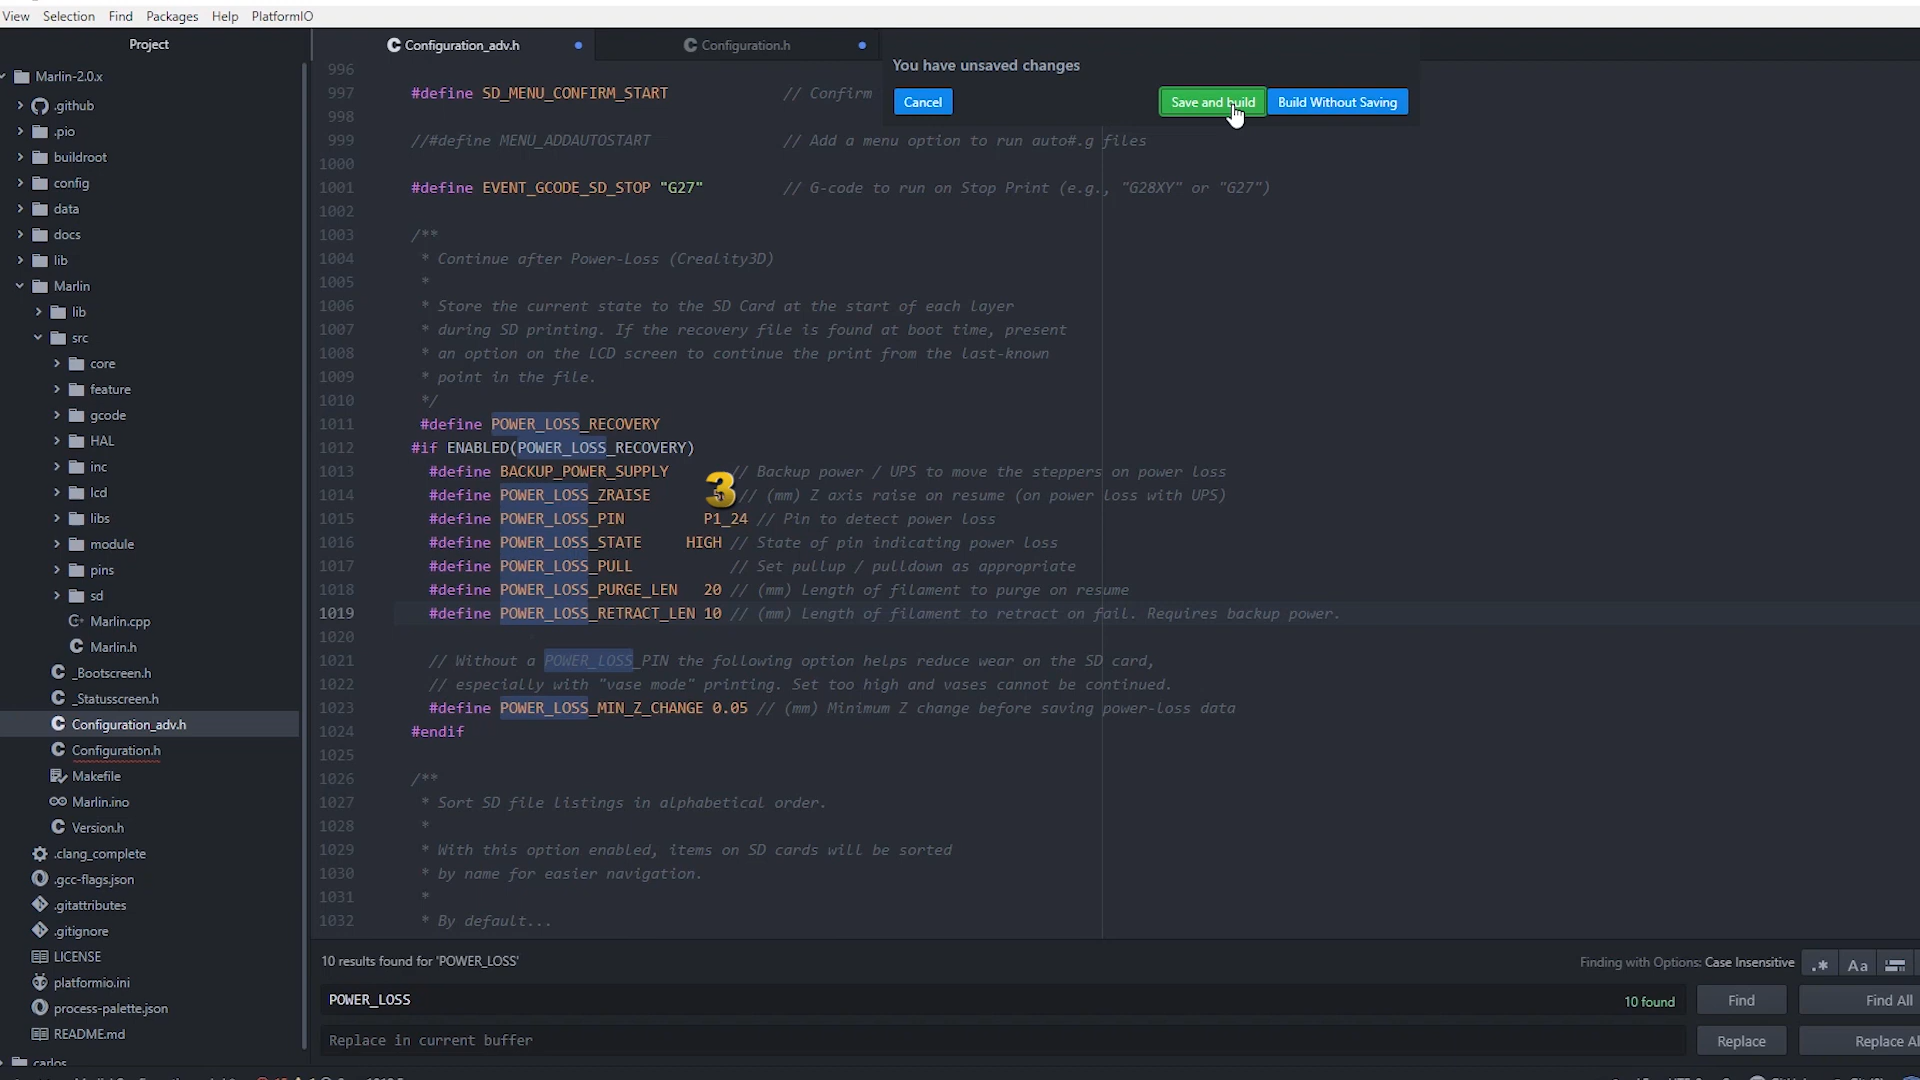 View Selection Find Packages Help PlatformIO
Project
Configuration_adv.h
Configuration.h
You have unsaved changes
Cancel
Save and build
Build Without Saving
Marlin-2.0.x
.github
.pio
buildroot
config
data
docs
lib
Marlin
lib
src
core
feature
gcode
HAL
inc
lcd
libs
module
pins
sd
Marlin.cpp
Marlin.h
_Bootscreen.h
_Statusscreen.h
Configuration_adv.h
Configuration.h
Makefile
Marlin.ino
Version.h
.clang_complete
.gcc-flags.json
.gitattributes
.gitignore
LICENSE
platformio.ini
process-palette.json
README.md
carlos
996
997 #define SD_MENU_CONFIRM_START // Confirm
998
999 //#define MENU_ADDAUTOSTART // Add a menu option to run auto#.g files
1000
1001 #define EVENT_GCODE_SD_STOP "G27" // G-code to run on Stop Print (e.g., "G28XY" or "G27")
1002
1003 /**
1004 * Continue after Power-Loss (Creality3D)
1005 *
1006 * Store the current state to the SD Card at the start of each layer
1007 * during SD printing. If the recovery file is found at boot time, present
1008 * an option on the LCD screen to continue the print from the last-known
1009 * point in the file.
1010 */
1011 #define POWER_LOSS_RECOVERY
1012 #if ENABLED(POWER_LOSS_RECOVERY)
1013 #define BACKUP_POWER_SUPPLY // Backup power / UPS to move the steppers on power loss
1014 #define POWER_LOSS_ZRAISE 3 // (mm) Z axis raise on resume (on power loss with UPS)
1015 #define POWER_LOSS_PIN P1_24 // Pin to detect power loss
1016 #define POWER_LOSS_STATE HIGH // State of pin indicating power loss
1017 #define POWER_LOSS_PULL // Set pullup / pulldown as appropriate
1018 #define POWER_LOSS_PURGE_LEN 20 // (mm) Length of filament to purge on resume
1019 #define POWER_LOSS_RETRACT_LEN 10 // (mm) Length of filament to retract on fail. Requires backup power.
1020
1021 // Without a POWER_LOSS_PIN the following option helps reduce wear on the SD card,
1022 // especially with "vase mode" printing. Set too high and vases cannot be continued.
1023 #define POWER_LOSS_MIN_Z_CHANGE 0.05 // (mm) Minimum Z change before saving power-loss data
1024 #endif
1025
1026 /**
1027 * Sort SD file listings in alphabetical order.
1028 *
1029 * With this option enabled, items on SD cards will be sorted
1030 * by name for easier navigation.
1031 *
1032 * By default...
10 results found for 'POWER_LOSS'
Finding with Options: Case Insensitive
.* Aa
POWER_LOSS
10 found
Find
Find All
Replace in current buffer
Replace
Replace Al